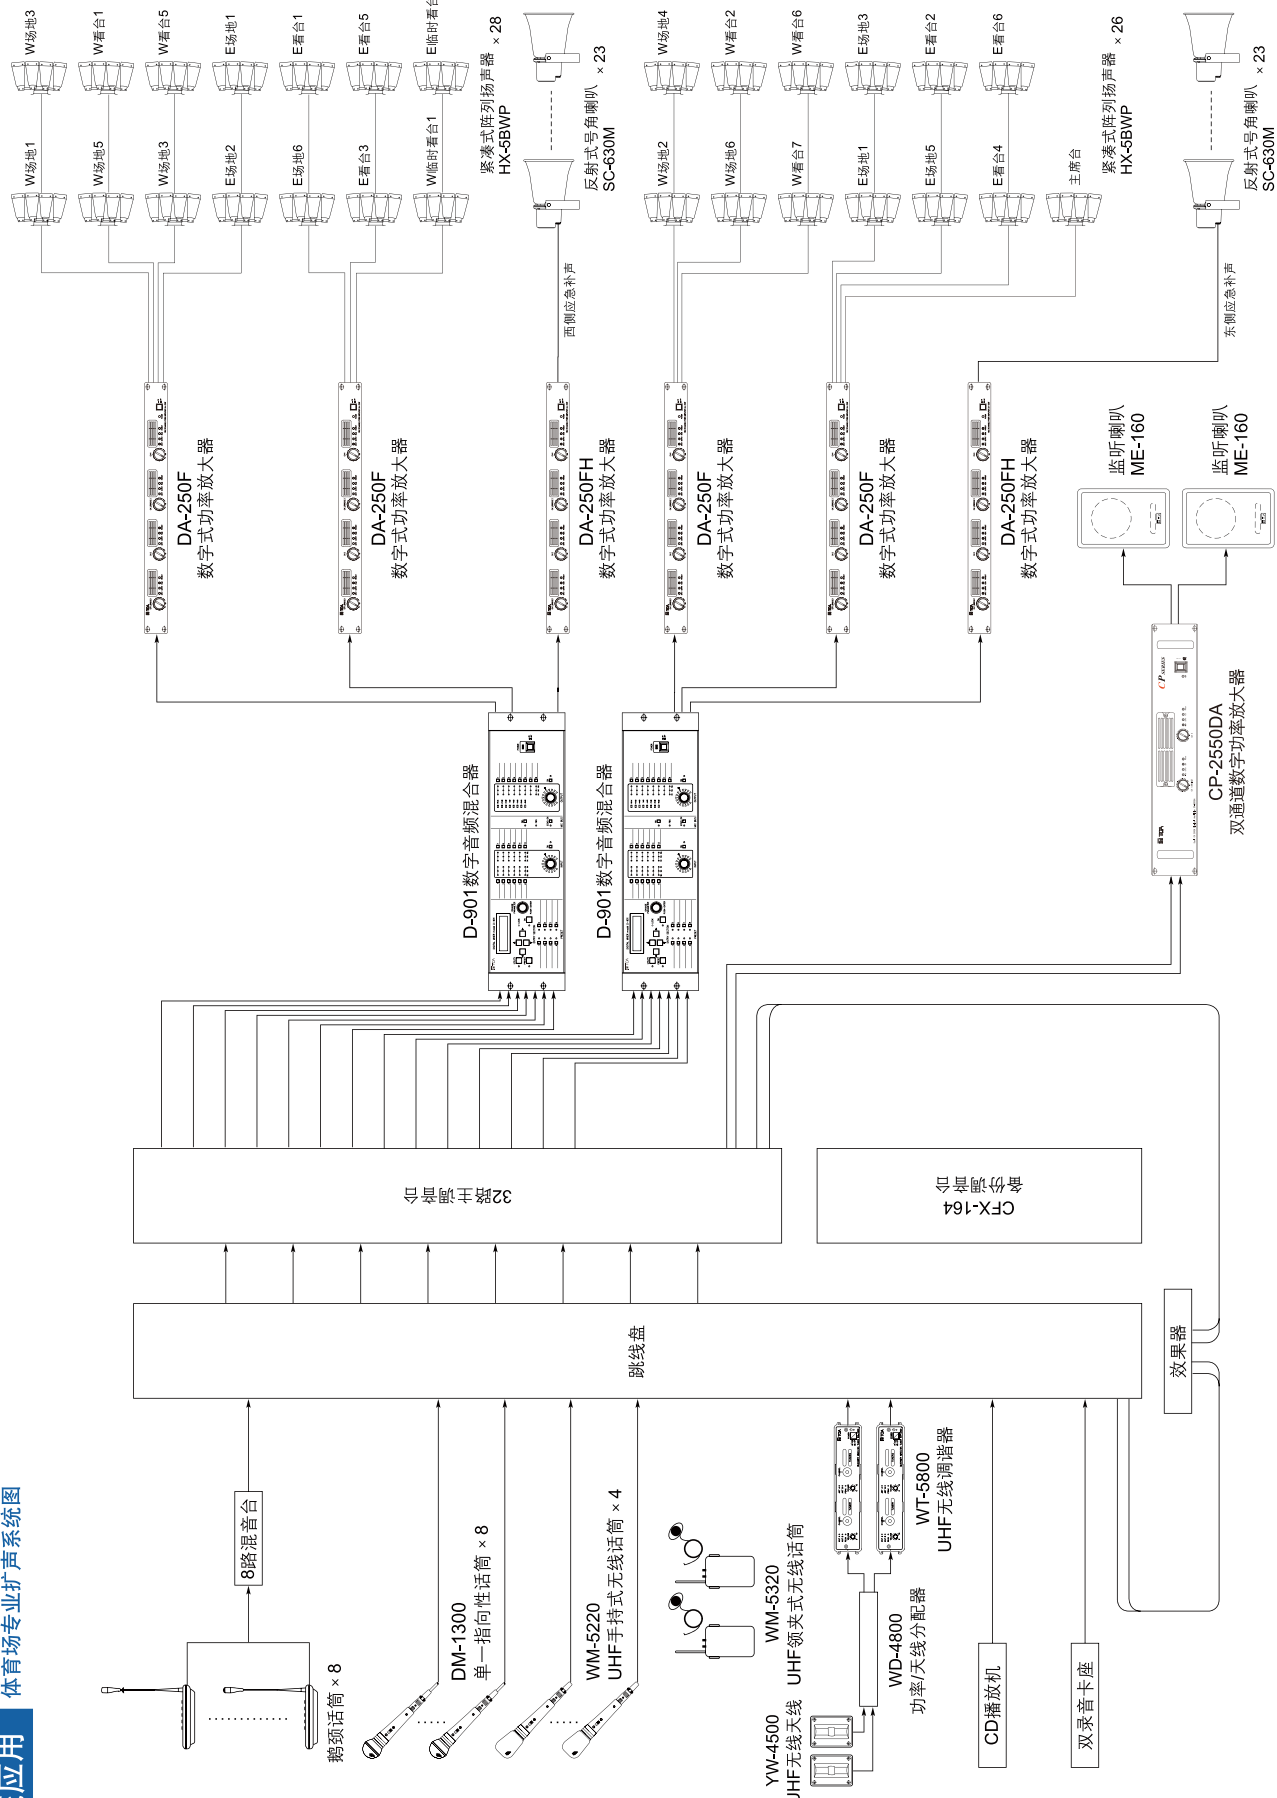 应用
体育场专业扩声系统图
鹅颈话筒 × 8
8路混音台
DM-1300
单一指向性话筒 × 8
WM-5220
UHF手持式无线话筒 × 4
WM-5320
UHF领夹式无线话筒
YW-4500
UHF无线天线
WD-4800
功率/天线分配器
WT-5800
UHF无线调谐器
CD播放机
双录音卡座
跳线盘
效果器
32路主调音台
CFX-164
备份调音台
D-901数字音频混合器
D-901数字音频混合器
CP SERIES
CP-2550DA
双通道数字功率放大器
监听喇叭
ME-160
监听喇叭
ME-160
DA-250F
数字式功率放大器
DA-250F
数字式功率放大器
DA-250FH
数字式功率放大器
DA-250F
数字式功率放大器
DA-250F
数字式功率放大器
DA-250FH
数字式功率放大器
西侧应急补声
东侧应急补声
W场地1
W场地5
W场地3
E场地2
E场地6
E看台3
W临时看台1
W场地3
W看台1
W看台5
E场地1
E看台1
E看台5
E临时看台
紧凑式阵列扬声器
HX-5BWP
× 28
反射式号角喇叭
SC-630M
× 23
W场地2
W场地6
W看台7
E场地1
E场地5
E看台4
主席台
W场地4
W看台2
W看台6
E场地3
E看台2
E看台6
紧凑式阵列扬声器
HX-5BWP
× 26
反射式号角喇叭
SC-630M
× 23